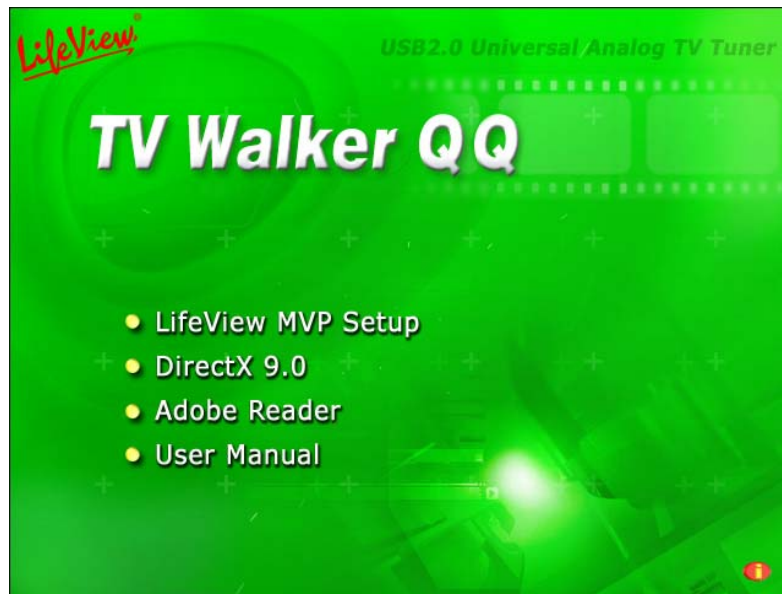 LifeView®
USB2.0 Universal Analog TV Tuner
TV Walker QQ
LifeView MVP Setup
DirectX 9.0
Adobe Reader
User Manual
i